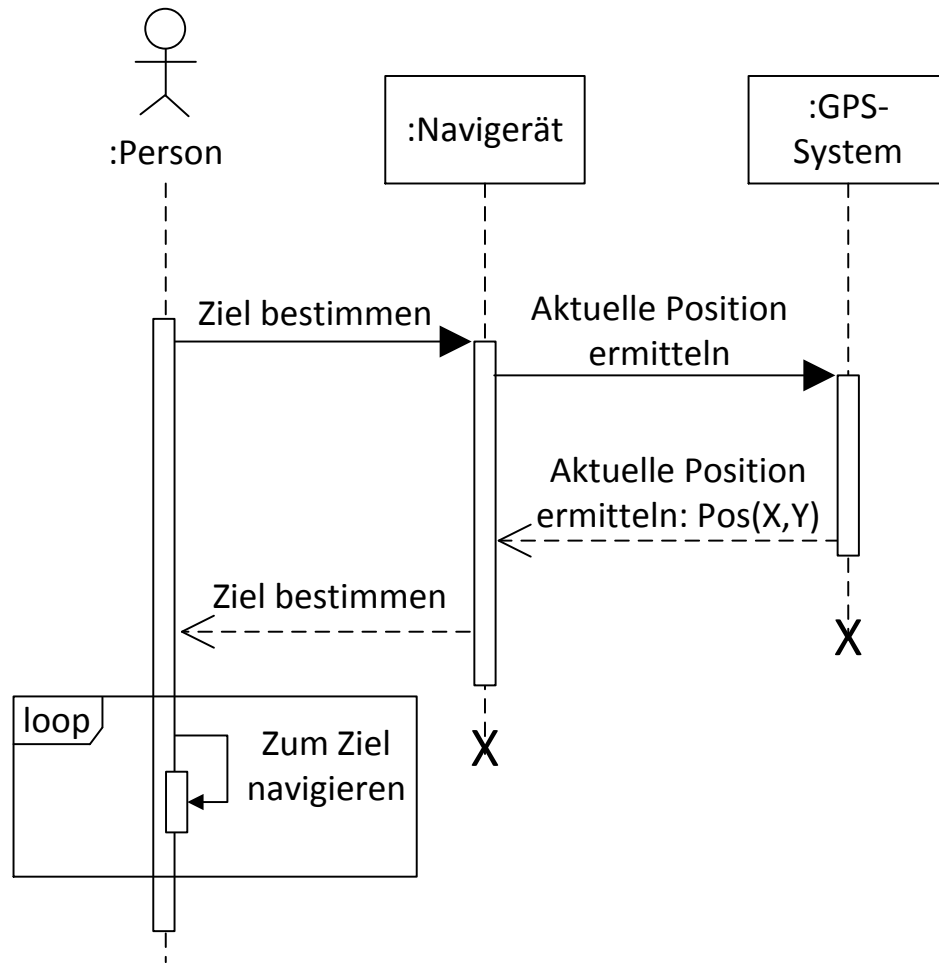 :Person
:Navigerät
:GPS-
System
Ziel bestimmen
Aktuelle Position
ermitteln
Aktuelle Position
ermitteln: Pos(X,Y)
Ziel bestimmen
X
X
loop
Zum Ziel
navigieren